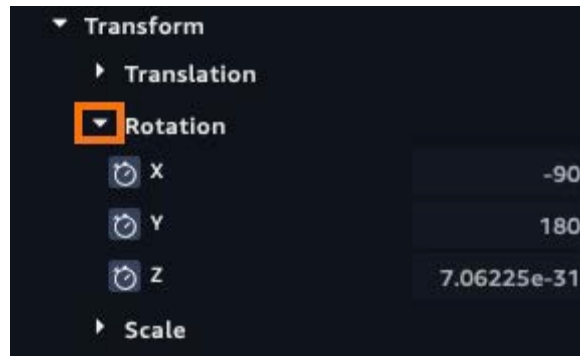 Transform
Translation
Rotation
X -90
Y 180
Z 7.06225e-31
Scale